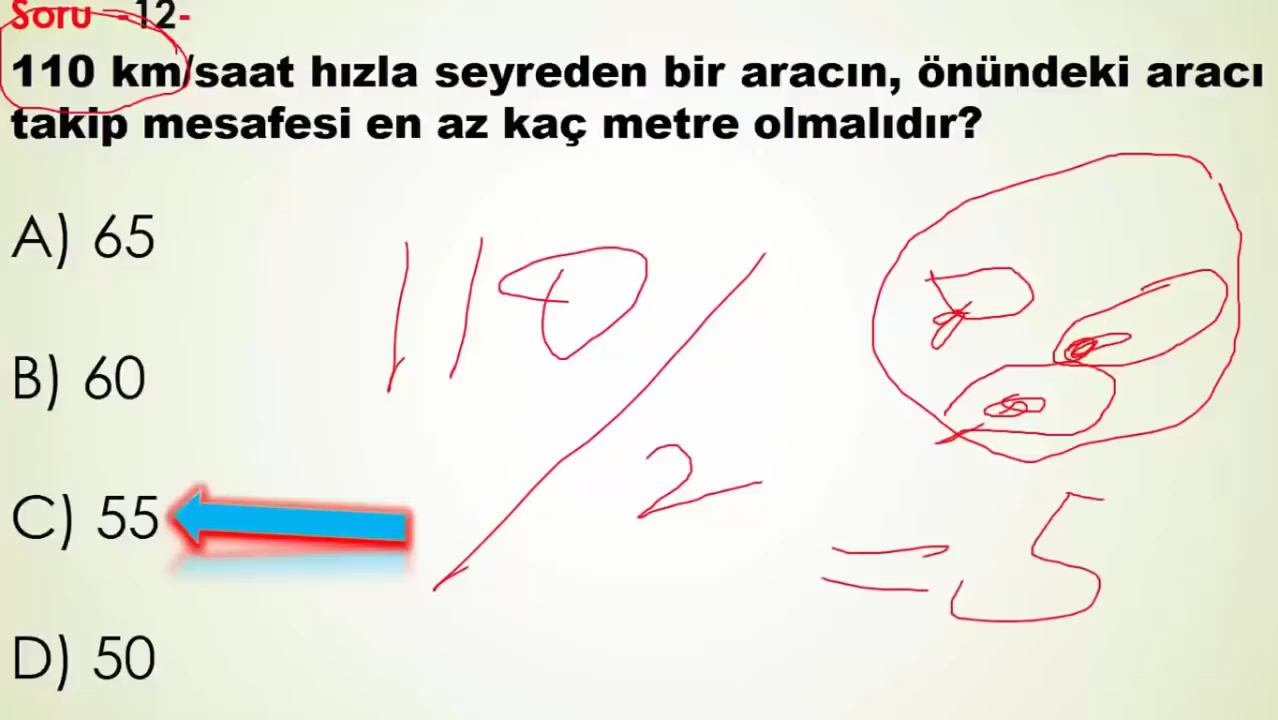 Soru -12-
110 km/saat hızla seyreden bir aracın, önündeki aracı
takip mesafesi en az kaç metre olmalıdır?
A) 65
B) 60
C) 55
D) 50
110/2
= 5